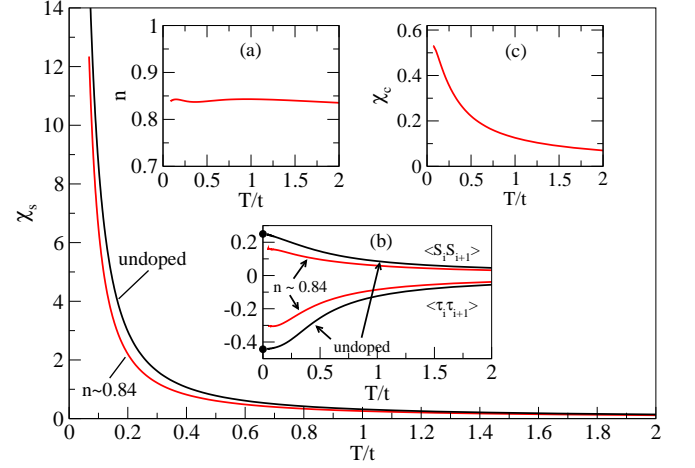 14
12
10
8
6
4
2
0
χs
0
0.2
0.4
0.6
0.8
1
1.2
1.4
1.6
1.8
2
T/t
undoped
n~0.84
(a)
1
0.9
0.8
0.7
n
0
0.5
1
1.5
2
T/t
(c)
0.6
0.4
0.2
0
χc
0
0.5
1
1.5
2
T/t
(b)
0.2
0
-0.2
-0.4
<SiSi+1>
n ~ 0.84
<τiτi+1>
undoped
0
0.5
1
1.5
2
T/t